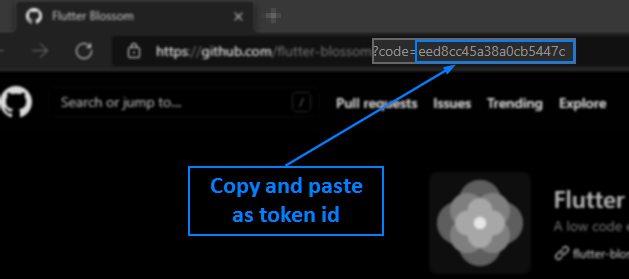 Flutter Blossom
https://github.com/flutter-blossom?code=eed8cc45a38a0cb5447c
Search or jump to...
/
Pull requests
Issues
Trending
Explore
Copy and paste
as token id
Flutter
A low code e
flutter-blos